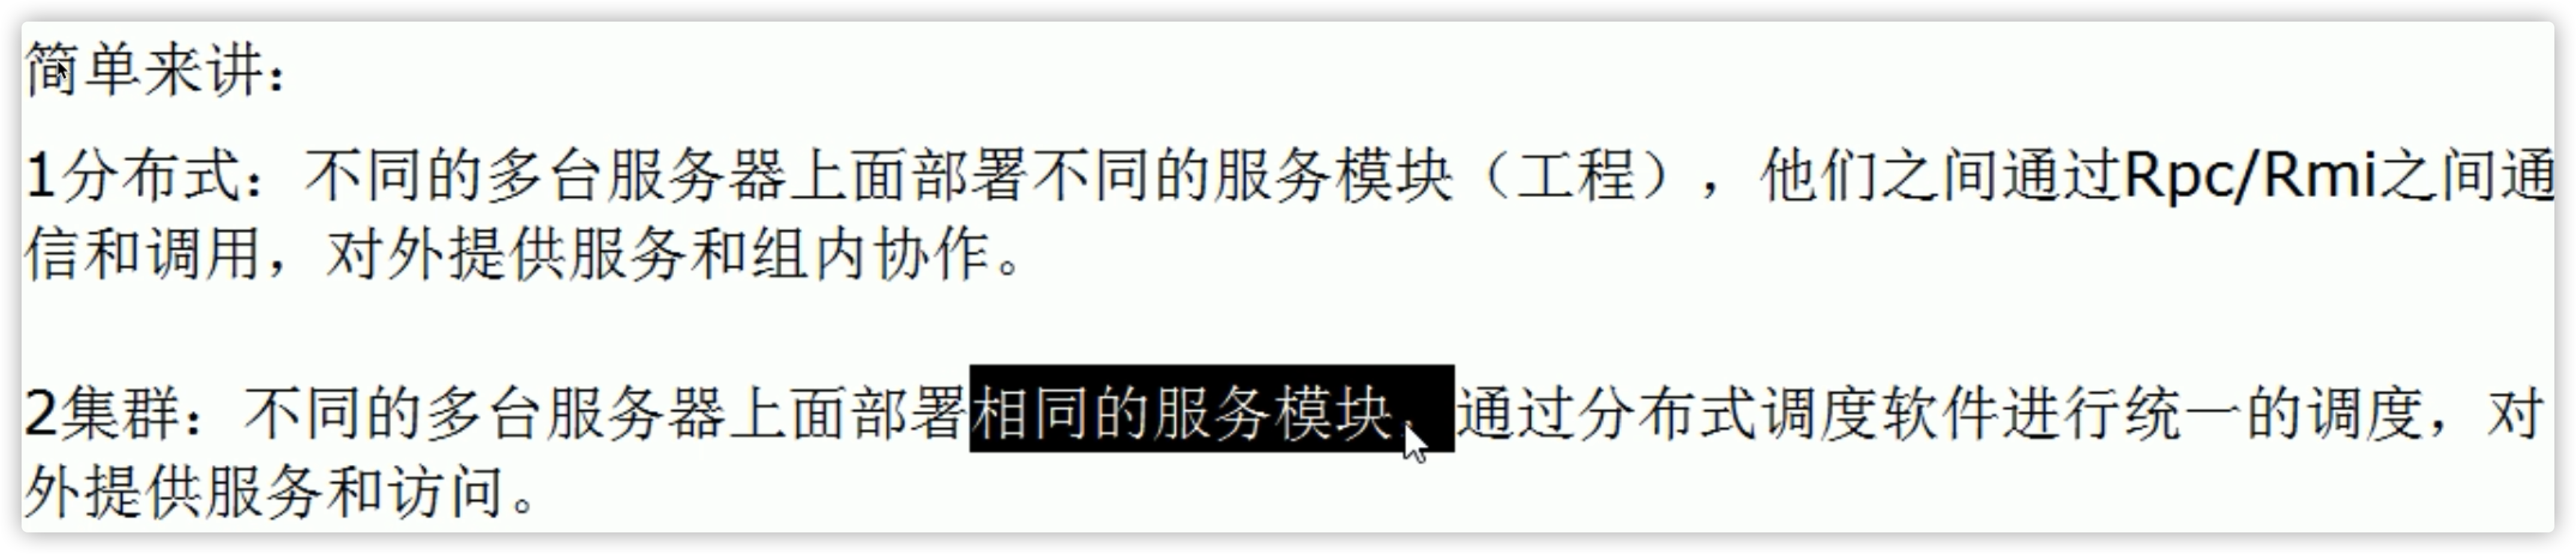 简单来讲：
1分布式：不同的多台服务器上面部署不同的服务模块（工程），他们之间通过Rpc/Rmi之间通
信和调用，对外提供服务和组内协作。
2集群：不同的多台服务器上面部署相同的服务模块，通过分布式调度软件进行统一的调度，对
外提供服务和访问。